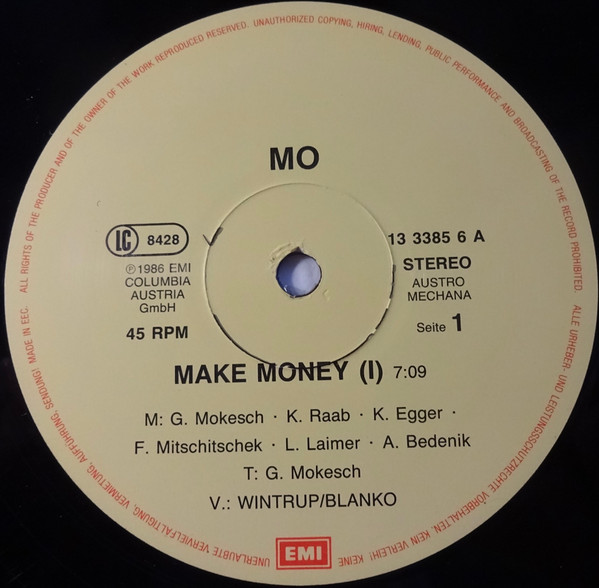 ALL RIGHTS OF THE PRODUCER AND OF THE OWNER OF THE WORK REPRODUCED RESERVED. UNAUTHORIZED COPYING, HIRING, LENDING, PUBLIC PERFORMANCE AND BROADCASTING OF THE RECORD PROHIBITED.
ALLE URHEBER- UND LEISTUNGSSCHUTZRECHTE VORBEHALTEN. KEIN VERLEIH! KEINE UNERLAUBTE VERVIELFÄLTIGUNG, VERMIETUNG, AUFFÜHRUNG, SENDUNG! MADE IN EEC.
MO
LC 8428
℗1986 EMI
COLUMBIA
AUSTRIA
GmbH
45 RPM
13 3385 6 A
STEREO
AUSTRO
MECHANA
Seite 1
MAKE MONEY (I) 7:09
M: G. Mokesch · K. Raab · K. Egger ·
F. Mitschitschek · L. Laimer · A. Bedenik
T: G. Mokesch
V.: WINTRUP/BLANKO
EMI